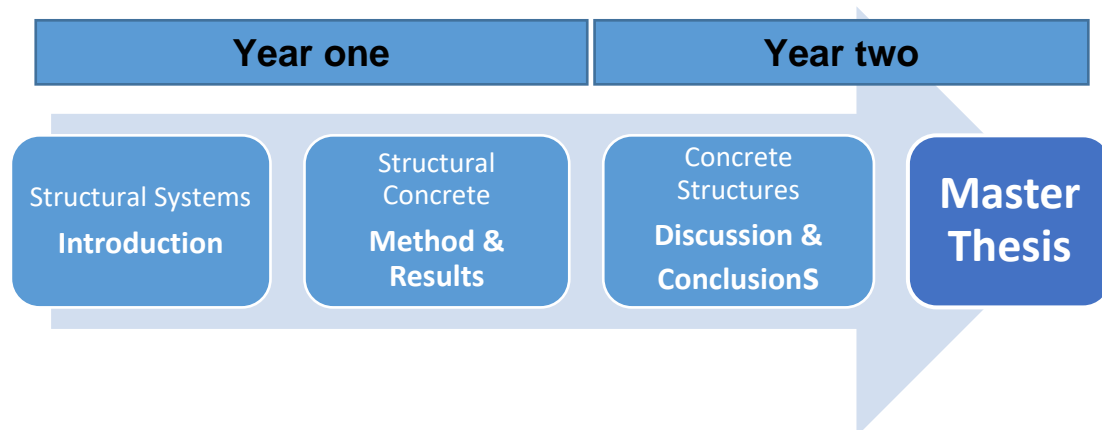 Year one
Year two
Structural Systems
Introduction
Structural
Concrete
Method &
Results
Concrete
Structures
Discussion &
Conclusions
Master
Thesis